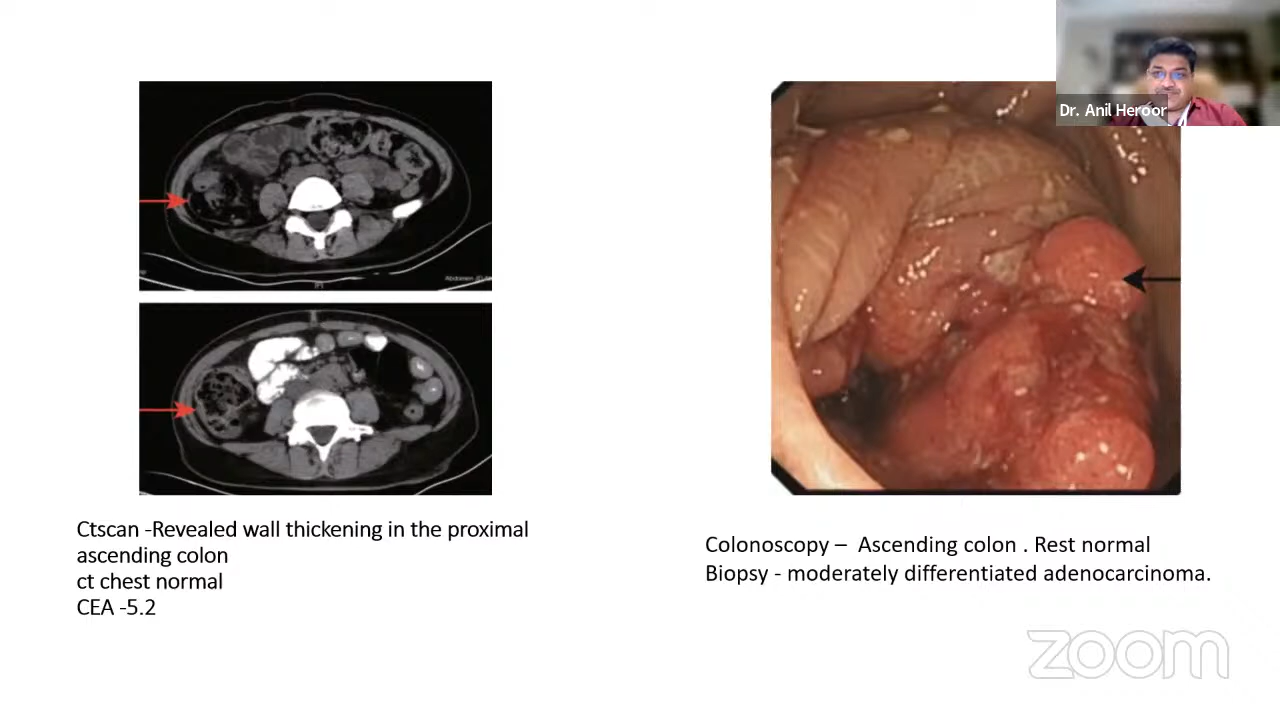 Dr. Anil Heroor
Ctscan -Revealed wall thickening in the proximal
ascending colon
ct chest normal
CEA -5.2
Colonoscopy – Ascending colon . Rest normal
Biopsy - moderately differentiated adenocarcinoma.
zoom